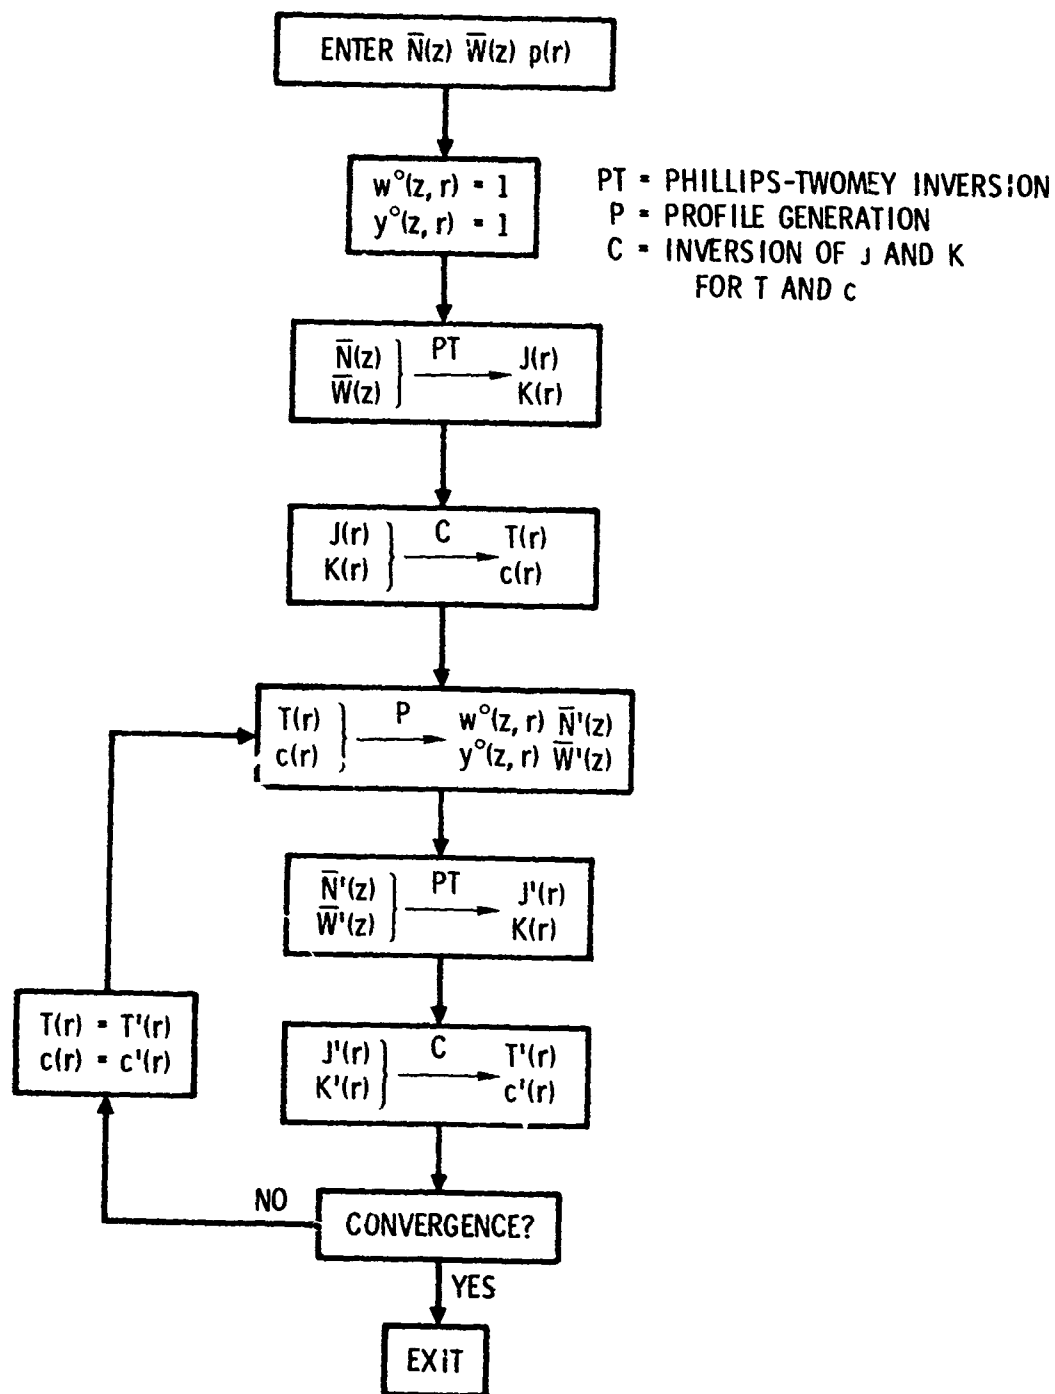 ENTER N̅(z) W̅(z) p(r)
w°(z, r) = 1
y°(z, r) = 1
PT = PHILLIPS-TWOMEY INVERSION
P = PROFILE GENERATION
C = INVERSION OF J AND K
FOR T AND c
N̅(z) } PT J(r)
W̅(z) K(r)
J(r) } C T(r)
K(r) c(r)
T(r) } P w°(z, r) N̅'(z)
c(r) y°(z, r) W̅'(z)
N̅'(z) } PT J'(r)
W̅'(z) K(r)
T(r) = T'(r)
c(r) = c'(r)
J'(r) } C T'(r)
K'(r) c'(r)
NO
CONVERGENCE?
YES
EXIT